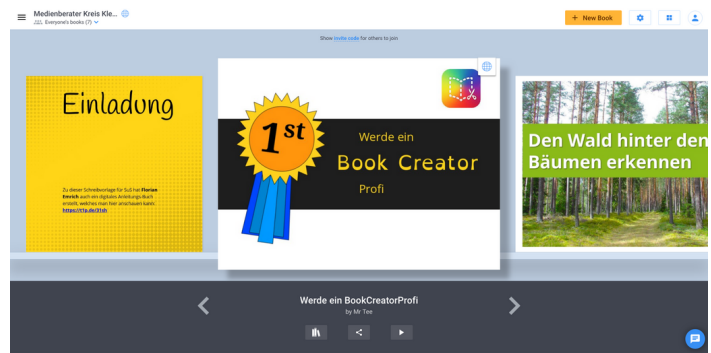 Medienberater Kreis Kle...
Everyone's books (7)
+ New Book
Show invite code for others to join
Einladung
Zu dieser Schreibvorlage für SuS hat Florian
Emrich auch ein digitales Anleitungs-Buch
erstellt, welches man hier anschauen kann:
1st
Werde ein
Book Creator
Profi
Den Wald hinter den
Bäumen erkennen
Werde ein BookCreatorProfi
by Mr Tee